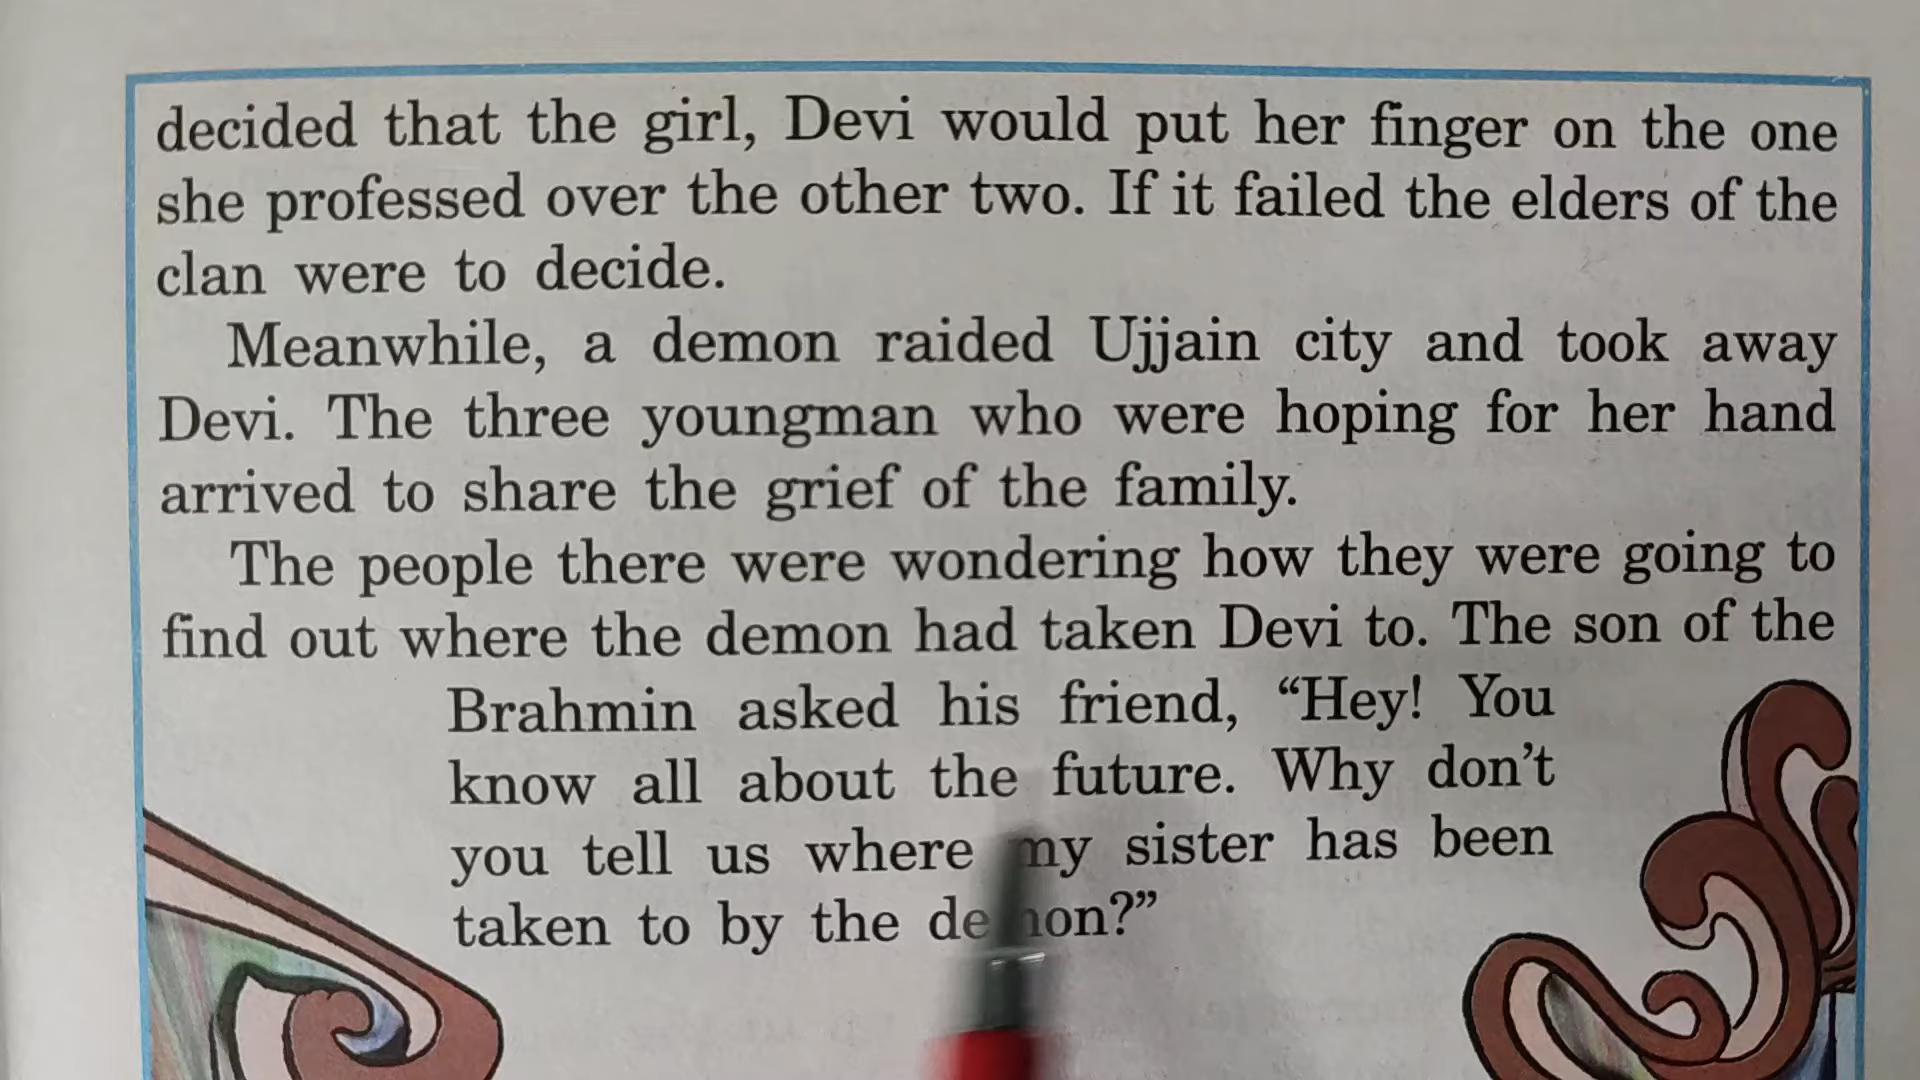 decided that the girl, Devi would put her finger on the one
she professed over the other two. If it failed the elders of the
clan were to decide.
Meanwhile, a demon raided Ujjain city and took away
Devi. The three youngman who were hoping for her hand
arrived to share the grief of the family.
The people there were wondering how they were going to
find out where the demon had taken Devi to. The son of the
Brahmin asked his friend, “Hey! You
know all about the future. Why don’t
you tell us where my sister has been
taken to by the demon?”